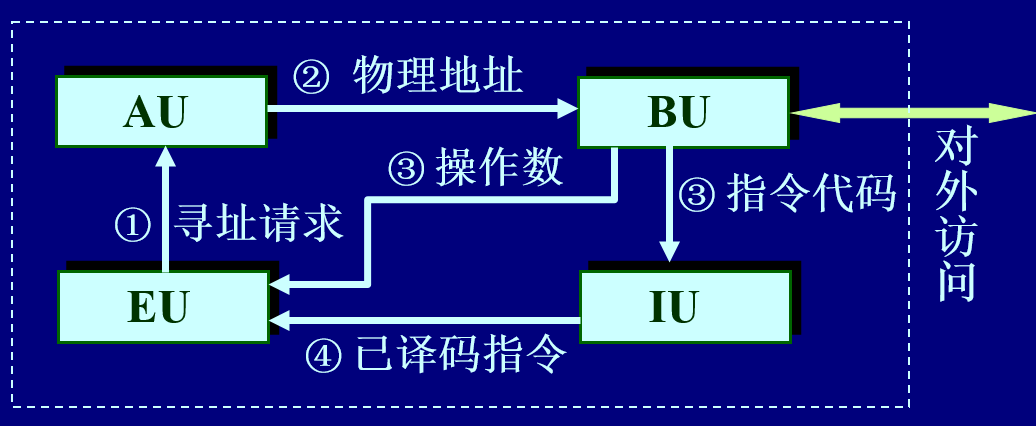 ② 物理地址
AU
BU
③ 操作数
③ 指令代码
① 寻址请求
对外访问
EU
IU
④ 已译码指令